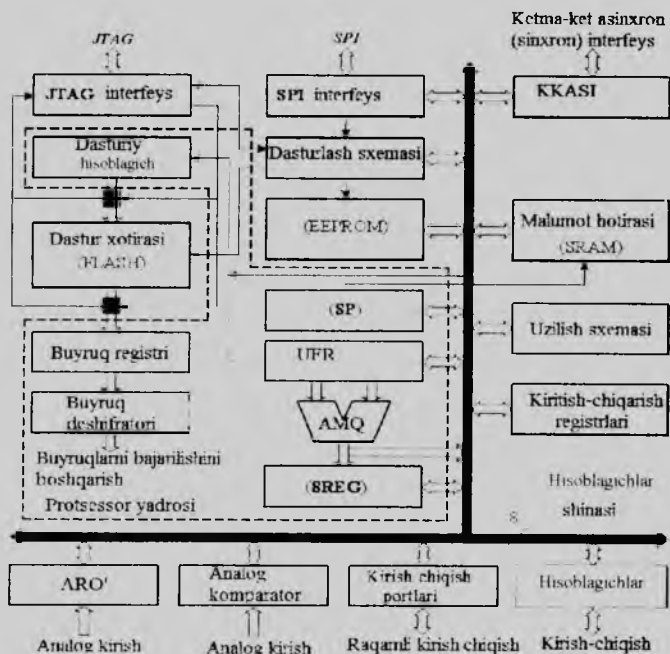 JTAG
SPI
Ketma-ket asinxron
(sinxron) interfeys
JTAG interfeys
SPI interfeys
KKASI
Dasturiy
hisoblagich
Dasturlash sxemasi
Dastur xotirasi
(FLASH)
(EEPROM)
Malumot hotirasi
(SRAM)
(SP)
Uzilish sxemasi
Buyruq registri
UFR
Buyruq
deshifratori
AMQ
Kiritish-chiqarish
registrlari
Buyruqlarni bajarilishini
boshqarish
(SREG)
Protsessor yadrosi
8
Hisoblagichlar
shinasi
ARO'
Analog
komparator
Kirish chiqish
portlari
Hisoblagichlar
Analog kirish
Analog kirish
Raqamli kirish chiqish
Kirish-chiqish